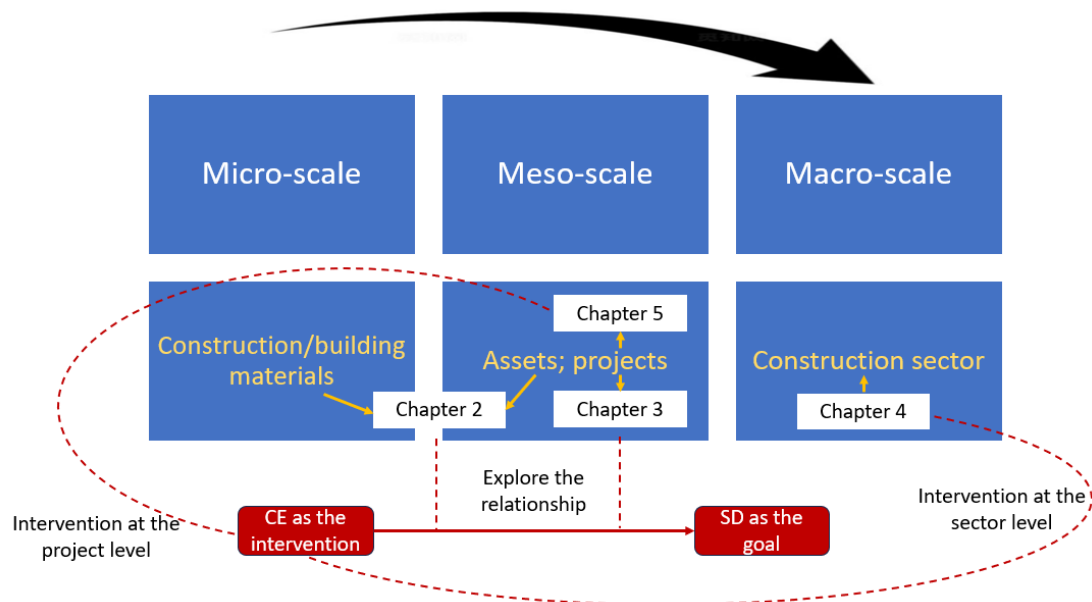 Micro-scale
Meso-scale
Macro-scale
Chapter 5
Construction/building
materials
Assets; projects
Construction sector
Chapter 2
Chapter 3
Chapter 4
Explore the
relationship
Intervention at the
project level
CE as the
intervention
SD as the
goal
Intervention at the
sector level